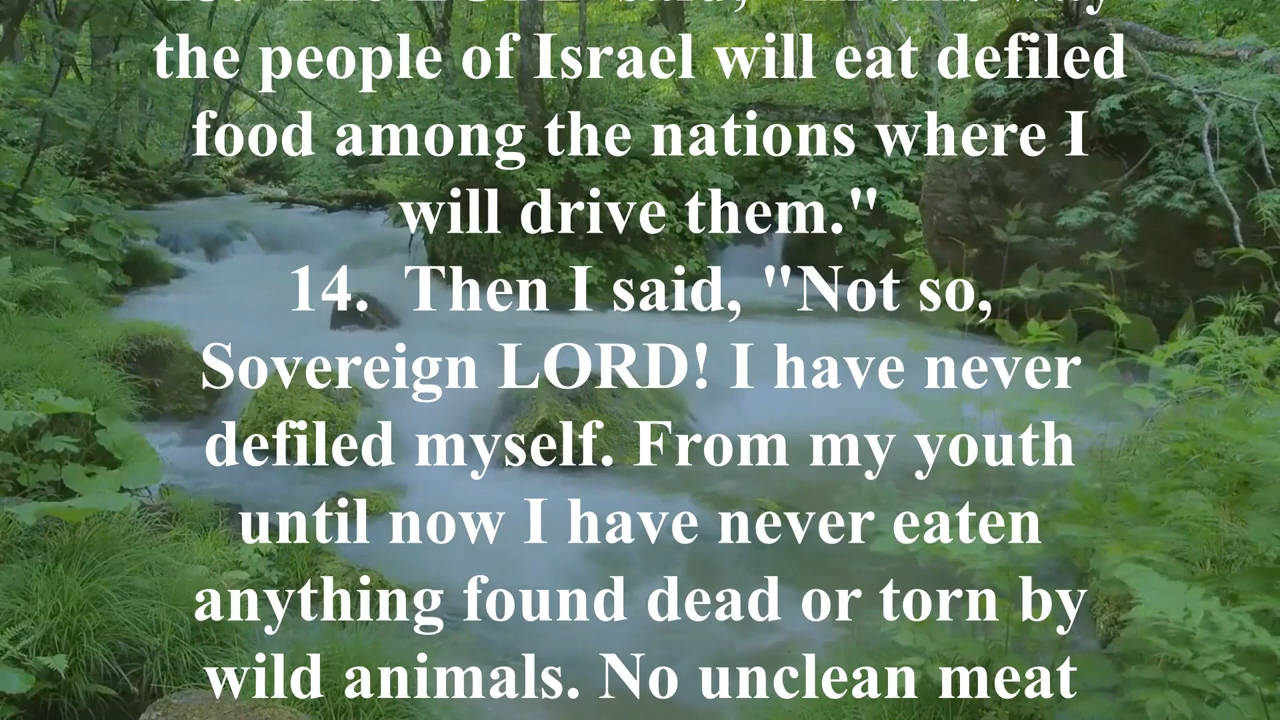 the people of Israel will eat defiled
food among the nations where I
will drive them."
14.  Then I said, "Not so,
Sovereign LORD! I have never
defiled myself. From my youth
until now I have never eaten
anything found dead or torn by
wild animals. No unclean meat